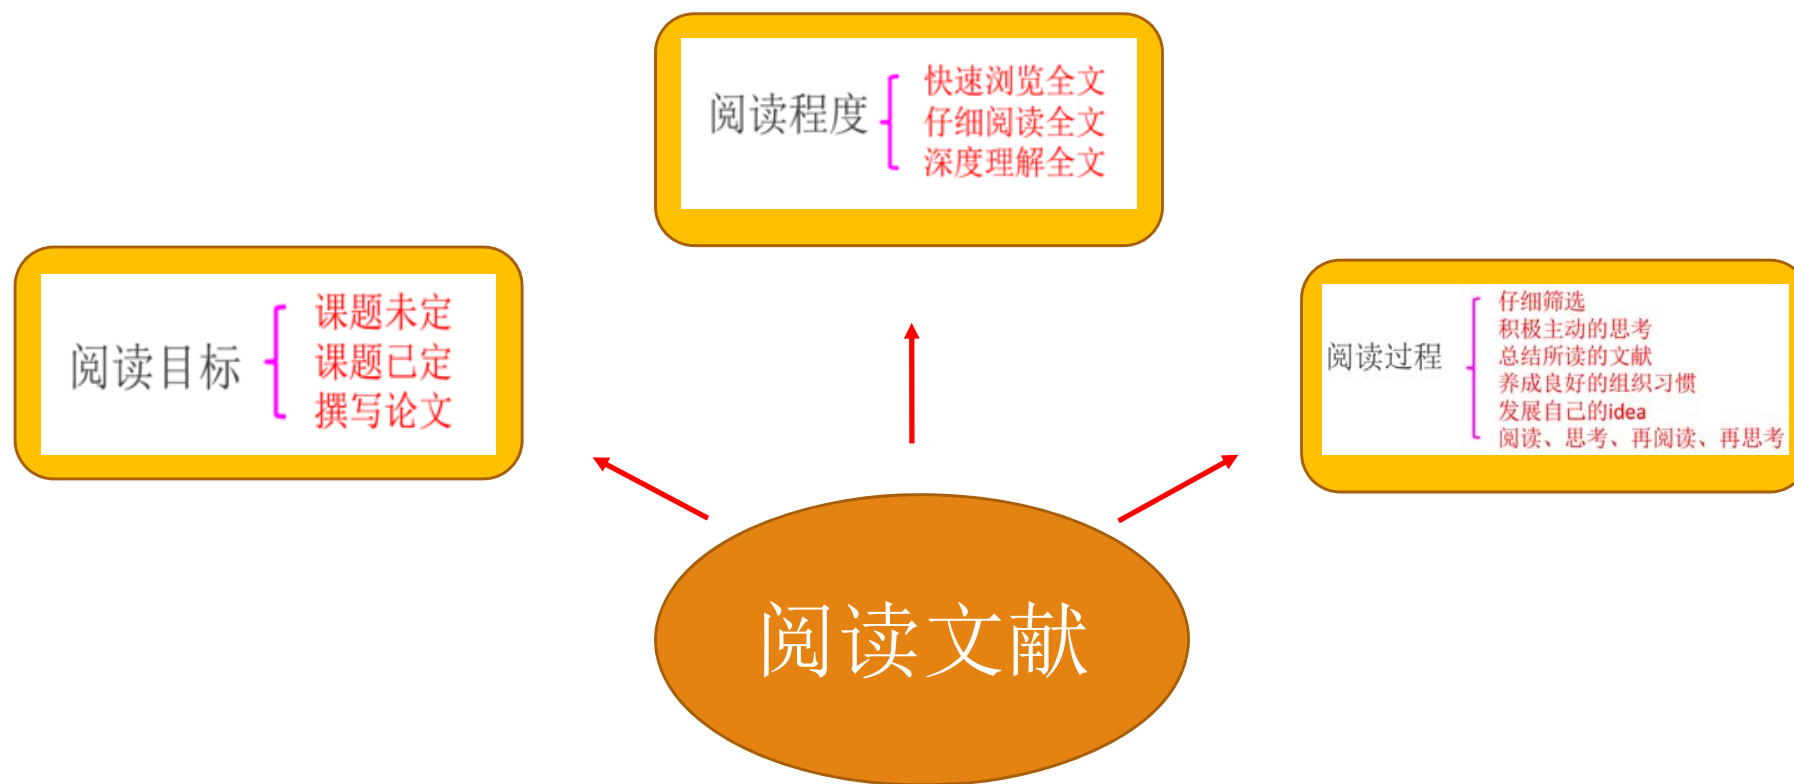 阅读程度
快速浏览全文
仔细阅读全文
深度理解全文
阅读目标
课题未定
课题已定
撰写论文
阅读过程
仔细筛选
积极主动的思考
总结所读的文献
养成良好的组织习惯
发展自己的idea
阅读、思考、再阅读、再思考
阅读文献